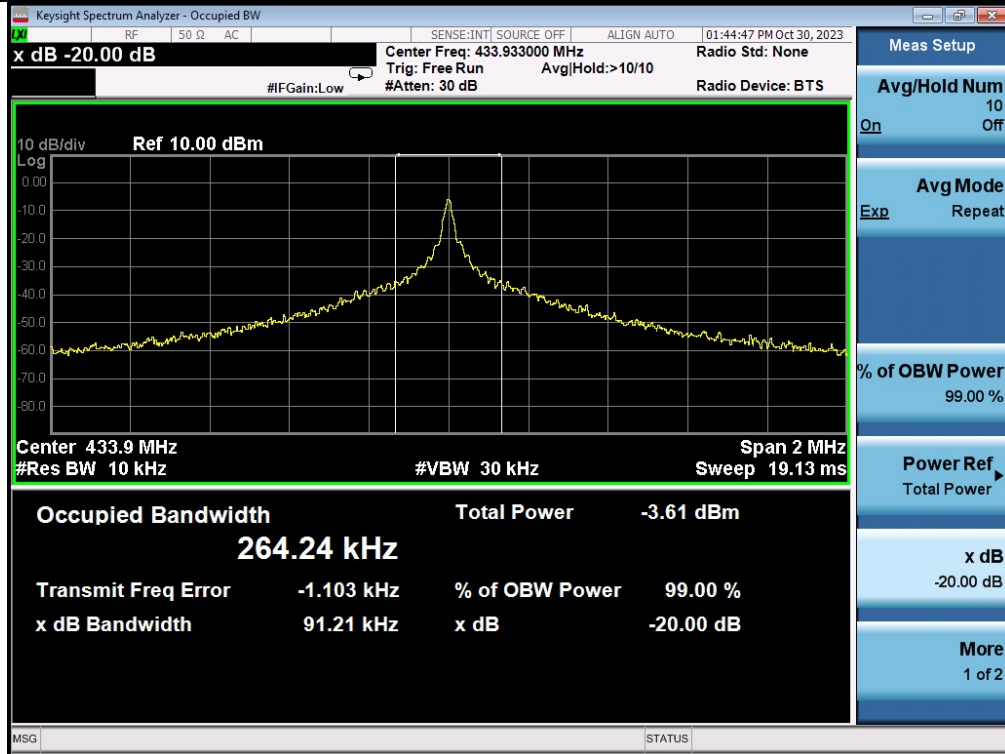 Keysight Spectrum Analyzer - Occupied BW
LXI RF 50 Ω AC SENSE:INT SOURCE OFF ALIGN AUTO 01:44:47 PM Oct 30, 2023
x dB -20.00 dB
Center Freq: 433.933000 MHz Radio Std: None
Trig: Free Run Avg|Hold:>10/10
#IFGain:Low #Atten: 30 dB Radio Device: BTS
10 dB/div Ref 10.00 dBm
Log
0.00
-10.0
-20.0
-30.0
-40.0
-50.0
-60.0
-70.0
-80.0
Center 433.9 MHz Span 2 MHz
#Res BW 10 kHz #VBW 30 kHz Sweep 19.13 ms
Occupied Bandwidth Total Power -3.61 dBm
264.24 kHz
Transmit Freq Error -1.103 kHz % of OBW Power 99.00 %
x dB Bandwidth 91.21 kHz x dB -20.00 dB
Meas Setup
Avg/Hold Num
10
On Off
Avg Mode
Exp Repeat
% of OBW Power
99.00 %
Power Ref
Total Power
x dB
-20.00 dB
More
1 of 2
MSG STATUS